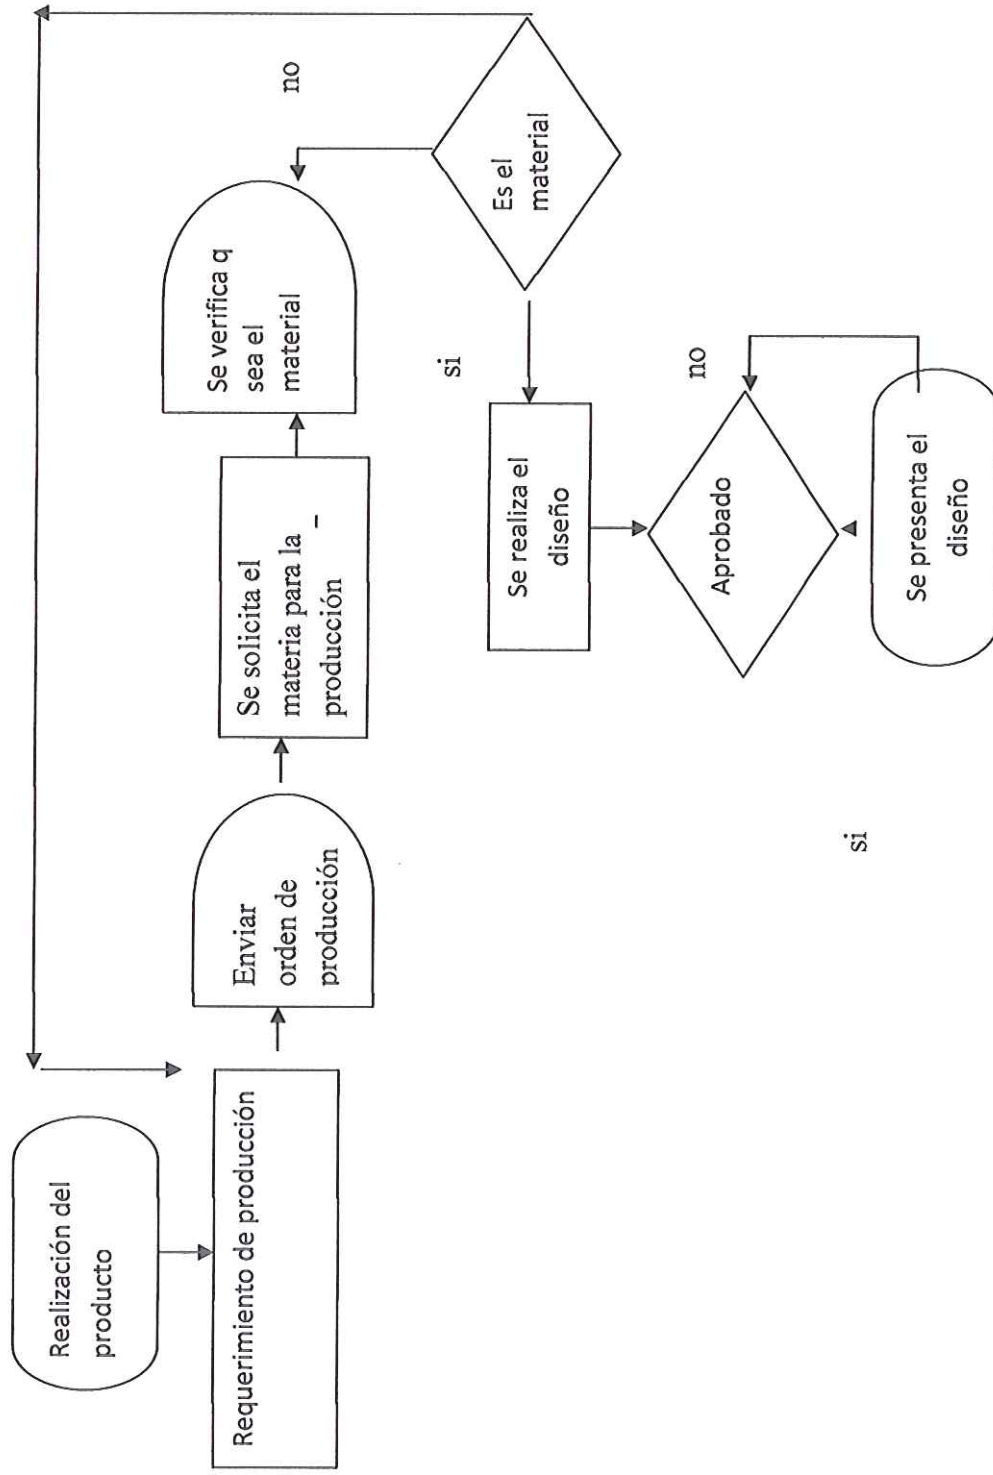 Realización del
producto
Requerimiento de producción
Enviar
orden de
producción
Se solicita el
materia para la
producción
Se verifica q
sea el
material
no
Es el
material
si
Se realiza el
diseño
Aprobado
no
Se presenta el
diseño
si